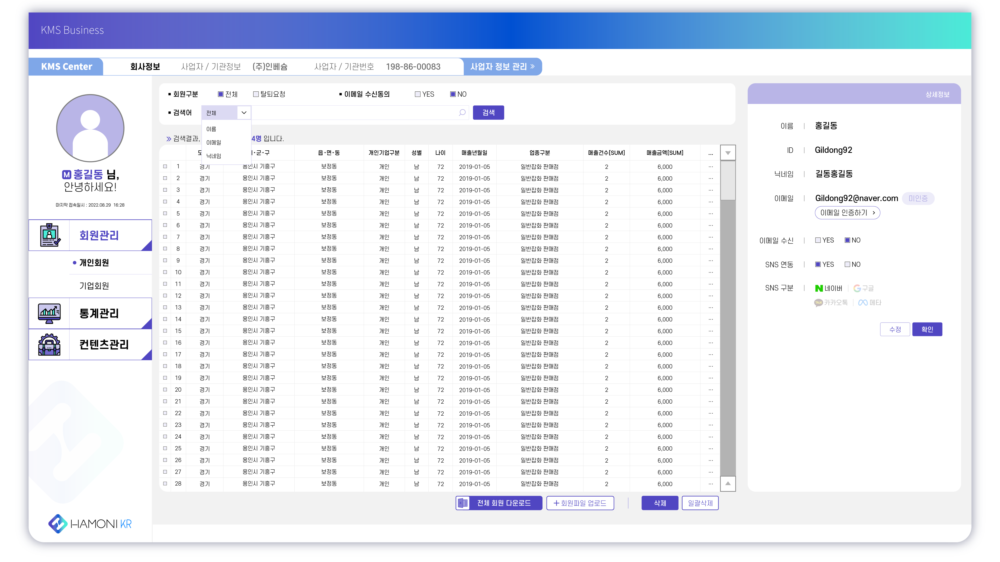 KMS Business
KMS Center 회사정보 사업자 / 기관정보 (주)인베슘 사업자 / 기관번호 198-86-00083 사업자 정보 관리
M 홍길동 님,
안녕하세요!
마지막 접속일시 : 2022.08.29 16:28
회원관리
개인회원
기업회원
통계관리
컨텐츠관리
HAMONI KR
회원구분 전체 탈퇴요청 이메일 수신동의 YES NO
검색어 전체 검색
이름
이메일
닉네임
검색결과, 4명 입니다.
·군·구 읍·면·동 개인기업구분 성별 나이 매출년월일 업종구분 매출건수[SUM] 매출금액[SUM] ...
1 경기 용인시 기흥구 보정동 개인 남 72 2019-01-05 일반잡화 판매점 2 6,000 ...
2 경기 용인시 기흥구 보정동 개인 남 72 2019-01-05 일반잡화 판매점 2 6,000 ...
3 경기 용인시 기흥구 보정동 개인 남 72 2019-01-05 일반잡화 판매점 2 6,000 ...
4 경기 용인시 기흥구 보정동 개인 남 72 2019-01-05 일반잡화 판매점 2 6,000 ...
5 경기 용인시 기흥구 보정동 개인 남 72 2019-01-05 일반잡화 판매점 2 6,000 ...
6 경기 용인시 기흥구 보정동 개인 남 72 2019-01-05 일반잡화 판매점 2 6,000 ...
7 경기 용인시 기흥구 보정동 개인 남 72 2019-01-05 일반잡화 판매점 2 6,000 ...
8 경기 용인시 기흥구 보정동 개인 남 72 2019-01-05 일반잡화 판매점 2 6,000 ...
9 경기 용인시 기흥구 보정동 개인 남 72 2019-01-05 일반잡화 판매점 2 6,000 ...
10 경기 용인시 기흥구 보정동 개인 남 72 2019-01-05 일반잡화 판매점 2 6,000 ...
11 경기 용인시 기흥구 보정동 개인 남 72 2019-01-05 일반잡화 판매점 2 6,000 ...
12 경기 용인시 기흥구 보정동 개인 남 72 2019-01-05 일반잡화 판매점 2 6,000 ...
13 경기 용인시 기흥구 보정동 개인 남 72 2019-01-05 일반잡화 판매점 2 6,000 ...
14 경기 용인시 기흥구 보정동 개인 남 72 2019-01-05 일반잡화 판매점 2 6,000 ...
15 경기 용인시 기흥구 보정동 개인 남 72 2019-01-05 일반잡화 판매점 2 6,000 ...
16 경기 용인시 기흥구 보정동 개인 남 72 2019-01-05 일반잡화 판매점 2 6,000 ...
17 경기 용인시 기흥구 보정동 개인 남 72 2019-01-05 일반잡화 판매점 2 6,000 ...
18 경기 용인시 기흥구 보정동 개인 남 72 2019-01-05 일반잡화 판매점 2 6,000 ...
19 경기 용인시 기흥구 보정동 개인 남 72 2019-01-05 일반잡화 판매점 2 6,000 ...
20 경기 용인시 기흥구 보정동 개인 남 72 2019-01-05 일반잡화 판매점 2 6,000 ...
21 경기 용인시 기흥구 보정동 개인 남 72 2019-01-05 일반잡화 판매점 2 6,000 ...
22 경기 용인시 기흥구 보정동 개인 남 72 2019-01-05 일반잡화 판매점 2 6,000 ...
23 경기 용인시 기흥구 보정동 개인 남 72 2019-01-05 일반잡화 판매점 2 6,000 ...
24 경기 용인시 기흥구 보정동 개인 남 72 2019-01-05 일반잡화 판매점 2 6,000 ...
25 경기 용인시 기흥구 보정동 개인 남 72 2019-01-05 일반잡화 판매점 2 6,000 ...
26 경기 용인시 기흥구 보정동 개인 남 72 2019-01-05 일반잡화 판매점 2 6,000 ...
27 경기 용인시 기흥구 보정동 개인 남 72 2019-01-05 일반잡화 판매점 2 6,000 ...
28 경기 용인시 기흥구 보정동 개인 남 72 2019-01-05 일반잡화 판매점 2 6,000 ...
전체 회원 다운로드 +회원파일 업로드 삭제 일괄삭제
상세정보
이름 홍길동
ID Gildong92
닉네임 길동홍길동
이메일 Gildong92@naver.com 미인증
이메일 인증하기 >
이메일 수신 YES NO
SNS 연동 YES NO
SNS 구분 N 네이버 G 구글
TALK 카카오톡 메타
수정 확인